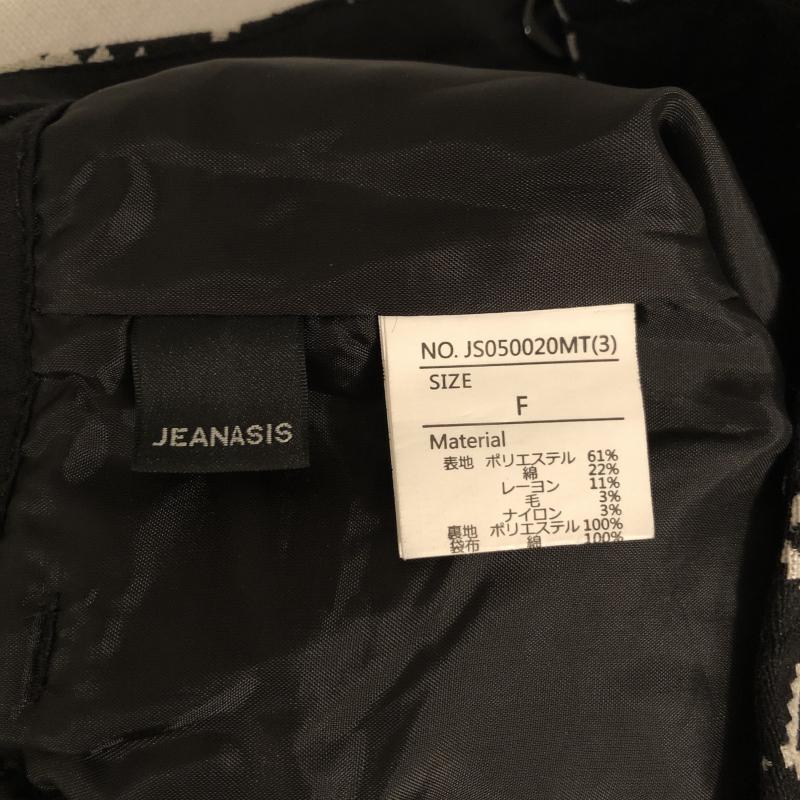 JEANASIS
NO. JS050020MT(3)
SIZE
F
Material
表地 ポリエステル 61%
綿 22%
レーヨン 11%
毛 3%
ナイロン 3%
裏地 ポリエステル 100%
袋布 綿 100%